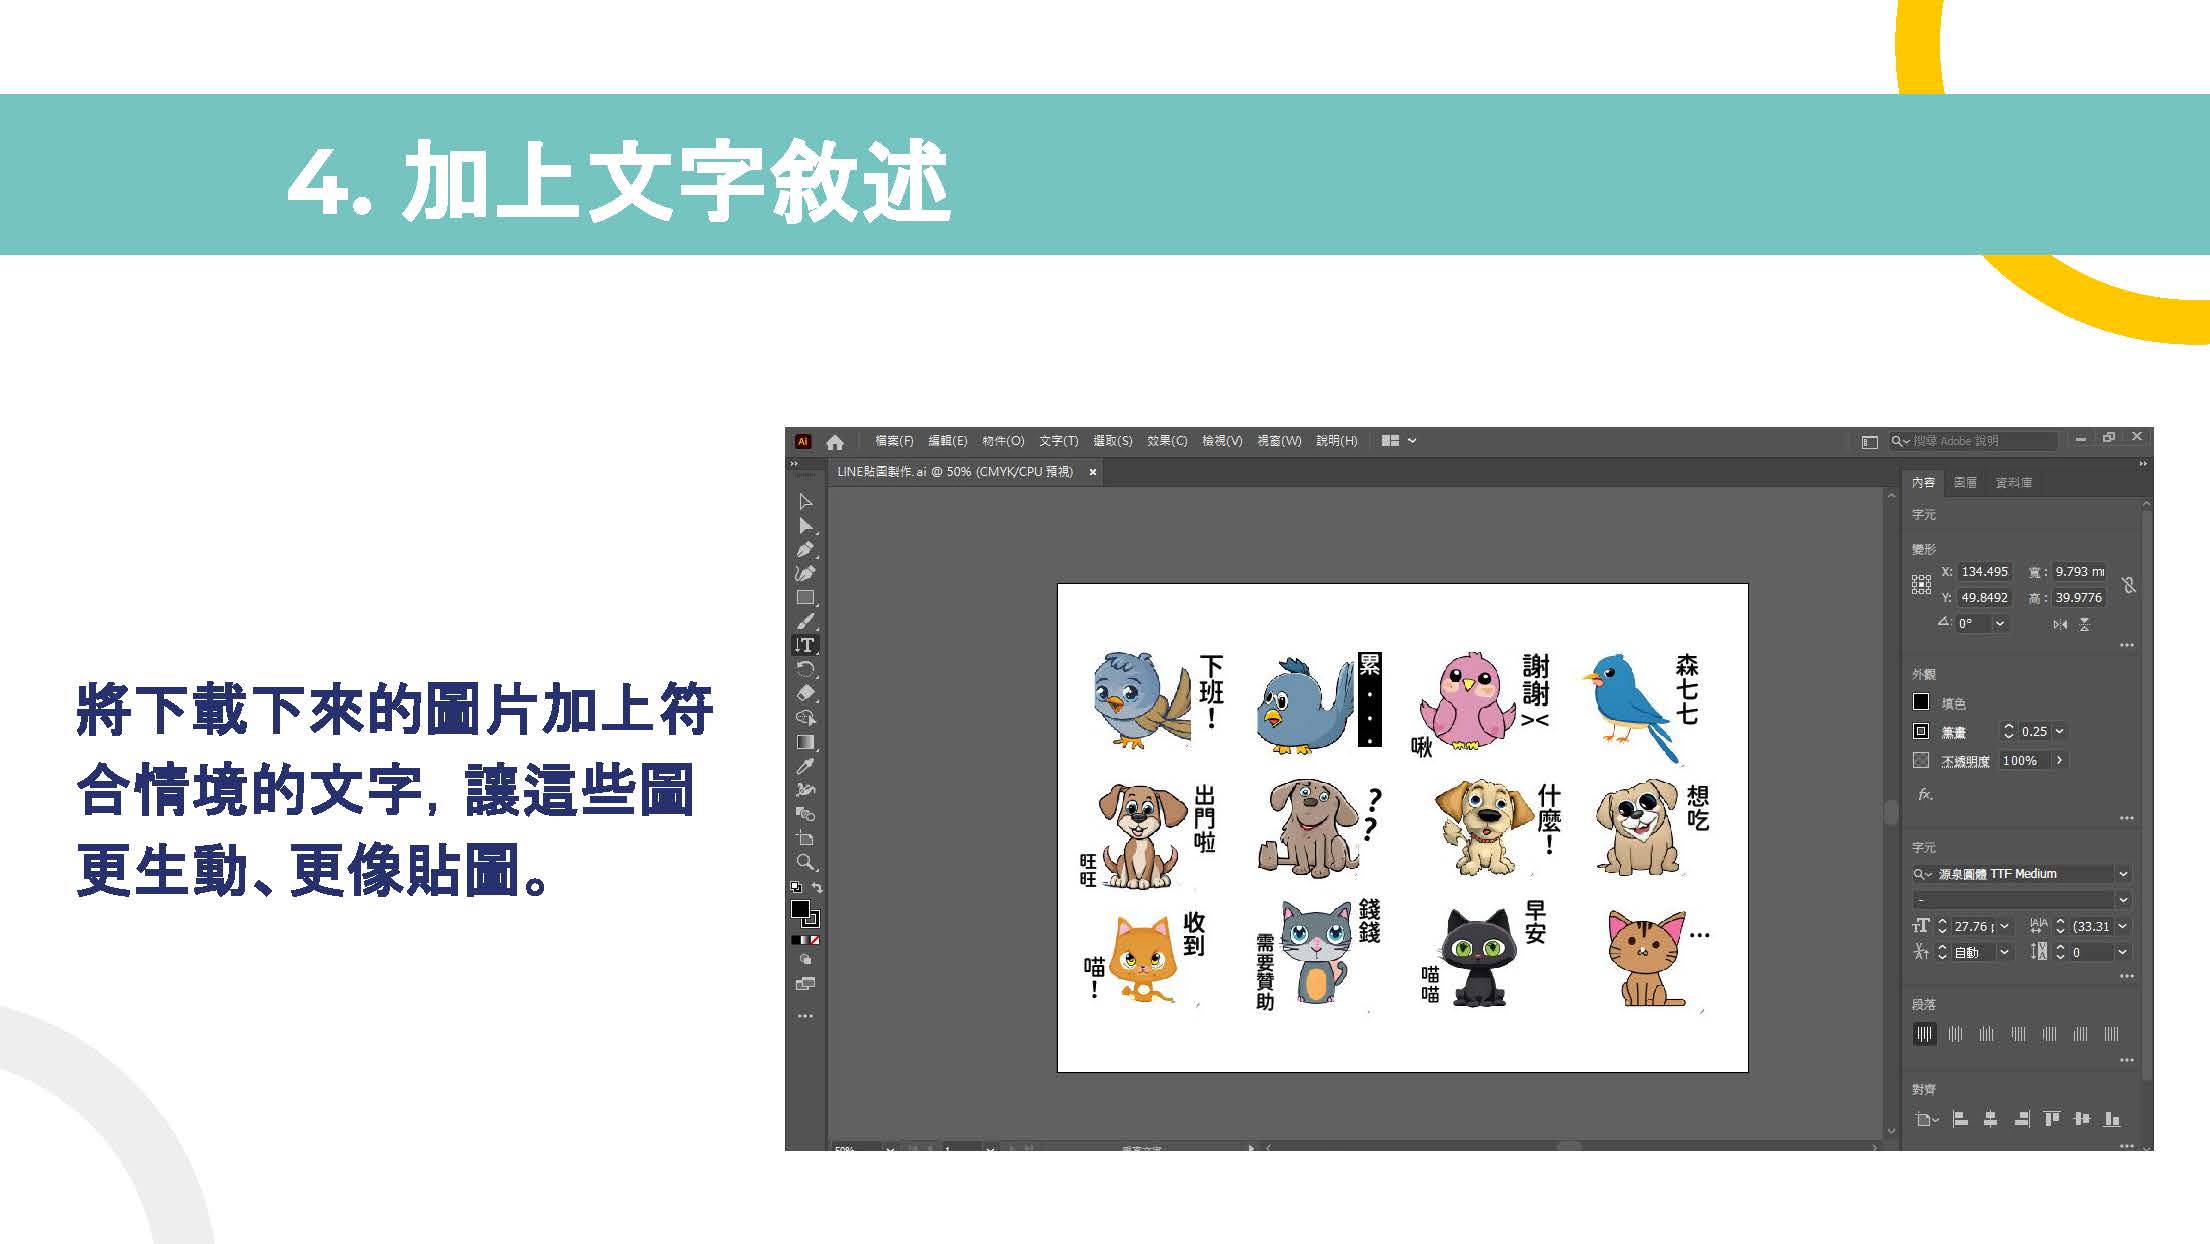 4. 加上文字敘述
將下載下來的圖片加上符
合情境的文字，讓這些圖
更生動、更像貼圖。
Ai 檔案(F) 編輯(E) 物件(O) 文字(T) 選取(S) 效果(C) 檢視(V) 視窗(W) 說明(H) 搜尋 Adobe 說明
LINE貼圖製作.ai @ 50% (CMYK/CPU 預視) ×
下班！
累...
謝謝><
啾
森七七
出門啦
旺旺
??
什麼！
想吃
收到
喵！
錢錢
需要贊助
早安
喵喵
...
內容 圖層 資料庫
字元
變形
X: 134.495 寬: 9.793 m
Y: 49.8492 高: 39.9776
0°
外觀
填色
筆畫 0.25
不透明度 100%
fx.
字元
源泉圓體 TTF Medium
-
27.76 (33.31
自動 0
段落
對齊
50% 1